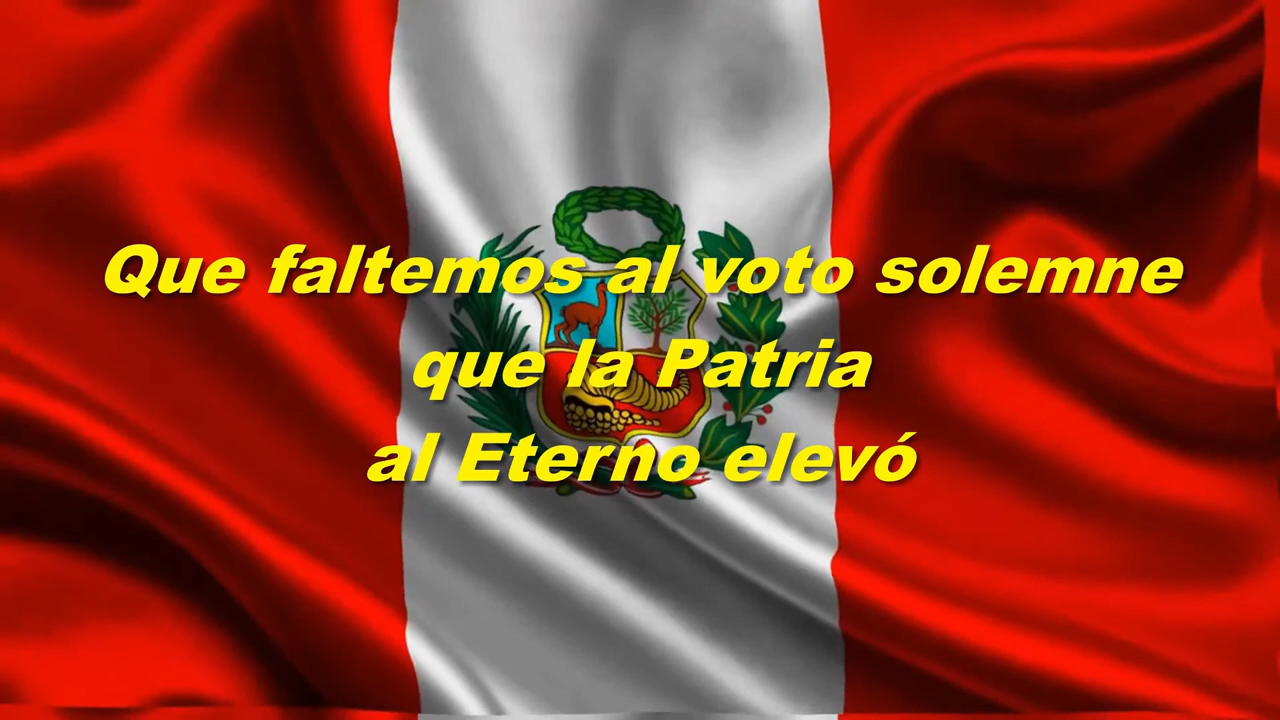 Que faltemos al voto solemne
que la Patria
al Eterno elevó